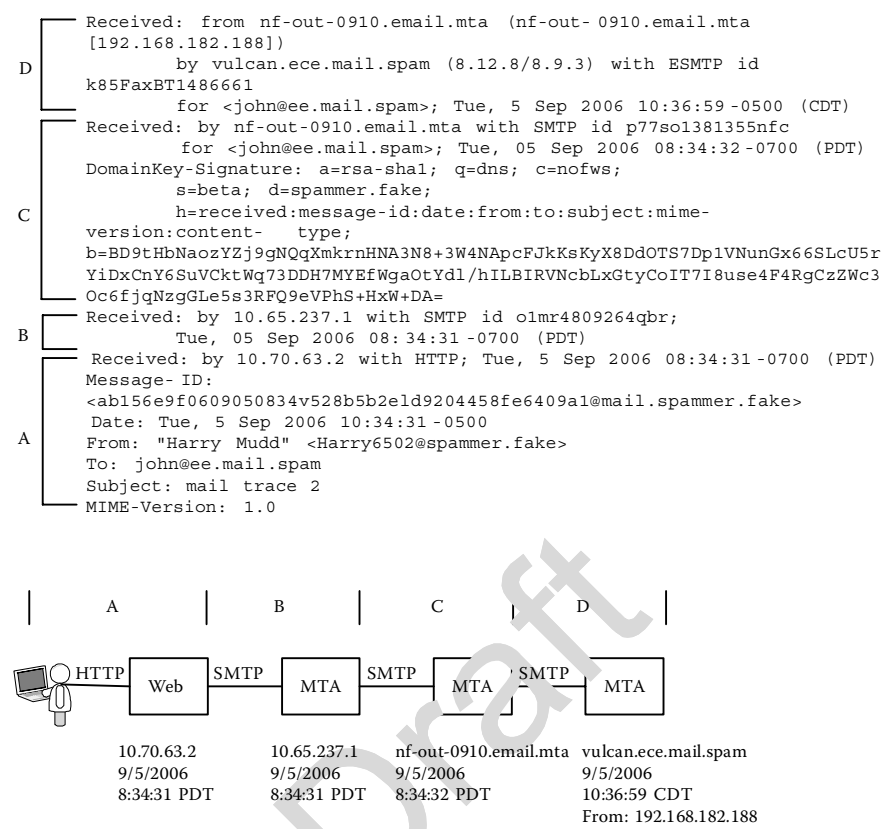 Received: from nf-out-0910.email.mta (nf-out- 0910.email.mta
[192.168.182.188])
D
by vulcan.ece.mail.spam (8.12.8/8.9.3) with ESMTP id
k85FaxBT1486661
for <john@ee.mail.spam>; Tue, 5 Sep 2006 10:36:59 -0500 (CDT)
Received: by nf-out-0910.email.mta with SMTP id p77so1381355nfc
for <john@ee.mail.spam>; Tue, 05 Sep 2006 08:34:32 -0700 (PDT)
DomainKey-Signature: a=rsa-sha1; q=dns; c=nofws;
s=beta; d=spammer.fake;
C
h=received:message-id:date:from:to:subject:mime-
version:content- type;
b=BD9tHbNaozYZj9gNQqXmkrnHNA3N8+3W4NApcFJkKsKyX8DdOTS7Dp1VNunGx66SLcU5r
YiDxCnY6SuVCktWq73DDH7MYEfWgaOtYdl/hILBIRVNcbLxGtyCoIT7I8use4F4RgCzZWc3
Oc6fjqNzgGLe5s3RFQ9eVPhS+HxW+DA=
Received: by 10.65.237.1 with SMTP id o1mr4809264qbr;
B
Tue, 05 Sep 2006 08: 34:31 -0700 (PDT)
Received: by 10.70.63.2 with HTTP; Tue, 5 Sep 2006 08:34:31 -0700 (PDT)
Message- ID:
<ab156e9f0609050834v528b5b2eld9204458fe6409a1@mail.spammer.fake>
Date: Tue, 5 Sep 2006 10:34:31 -0500
A
From: "Harry Mudd" <Harry6502@spammer.fake>
To: john@ee.mail.spam
Subject: mail trace 2
MIME-Version: 1.0
A B C D
HTTP Web SMTP MTA SMTP MTA SMTP MTA
10.70.63.2 10.65.237.1 nf-out-0910.email.mta vulcan.ece.mail.spam
9/5/2006 9/5/2006 9/5/2006 9/5/2006
8:34:31 PDT 8:34:31 PDT 8:34:32 PDT 10:36:59 CDT
From: 192.168.182.188
Draft